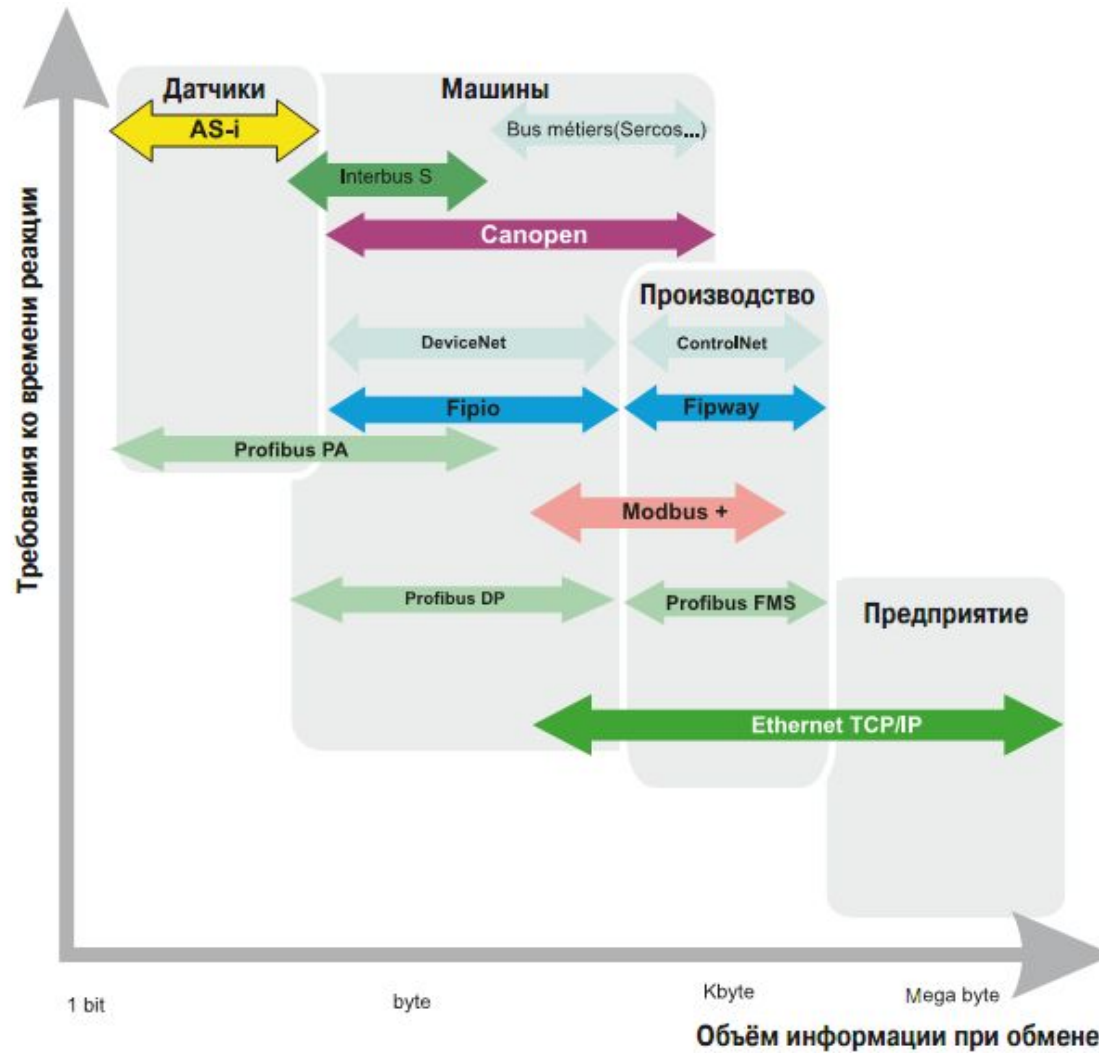 Датчики
Машины
AS-i
Bus métiers(Sercos...)
Interbus S
Canopen
Производство
DeviceNet
ControlNet
Fipio
Fipway
Profibus PA
Modbus +
Profibus DP
Profibus FMS
Предприятие
Ethernet TCP/IP
Требования ко времени реакции
1 bit
byte
Kbyte
Mega byte
Объём информации при обмене